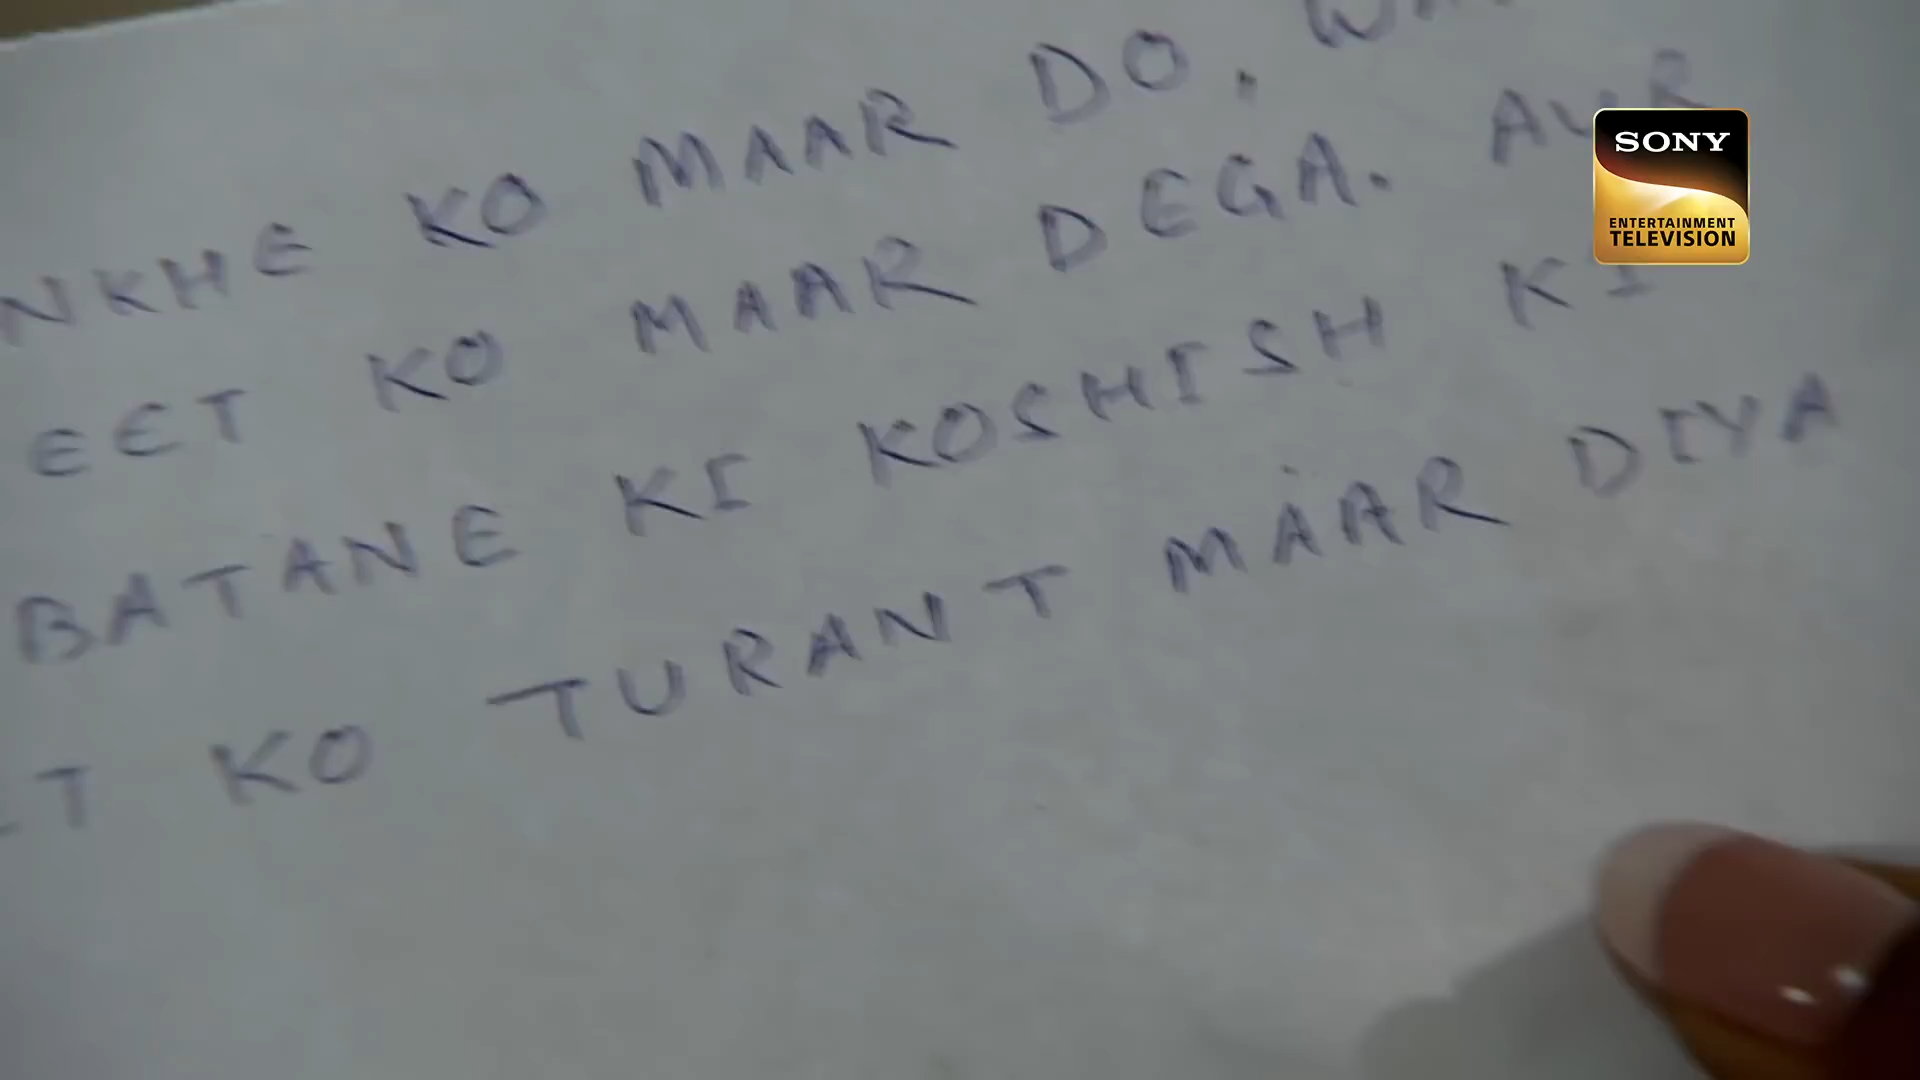 NKHE KO MAAR DO.
EET KO MAAR DEGA. AUR
BATANE KI KOSHISH KI
T KO TURANT MAAR DIYA
SONY
ENTERTAINMENT
TELEVISION